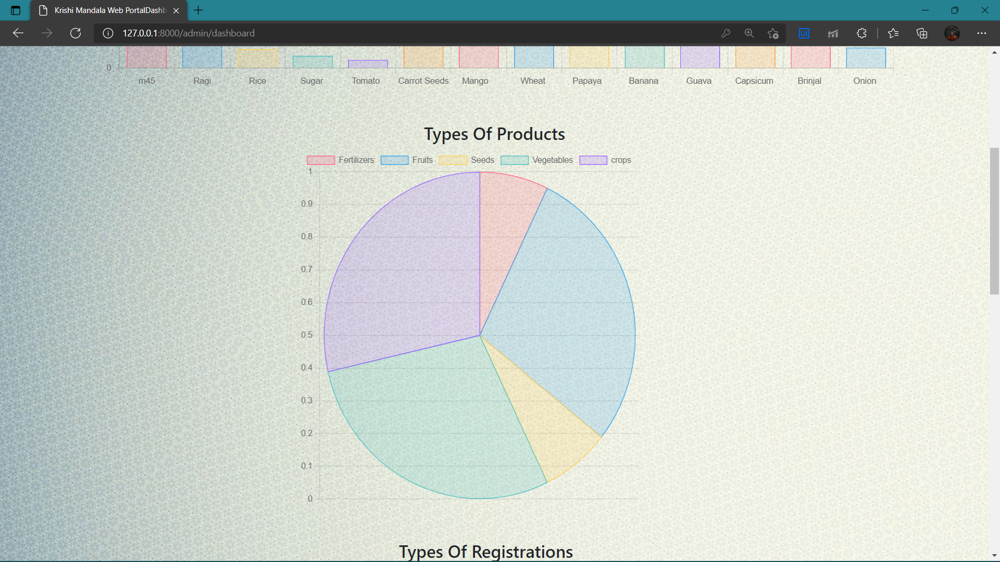 Krishi Mandala Web PortalDashb
127.0.0.1:8000/admin/dashboard
Ui
0
m45 Ragi Rice Sugar Tomato Carrot Seeds Mango Wheat Papaya Banana Guava Capsicum Brinjal Onion
Types Of Products
Fertilizers Fruits Seeds Vegetables crops
1
0.9
0.8
0.7
0.6
0.5
0.4
0.3
0.2
0.1
0
Types Of Registrations